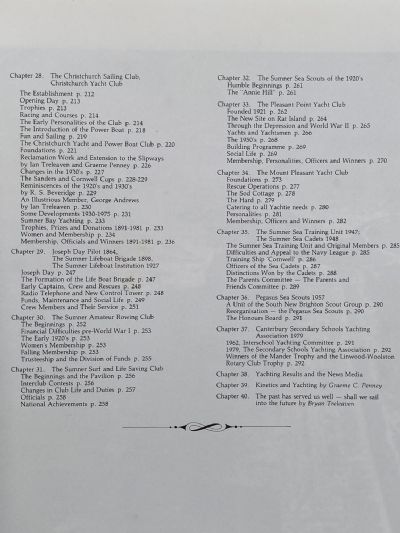 Chapter 28. The Christchurch Sailing Club,
Christchurch Yacht Club
The Establishment p. 212
Opening Day p. 213
Trophies p. 213
Racing and Courses p. 214
The Early Personalities of the Club p. 214
The Introduction of the Power Boat p. 218
Fun and Sailing p. 219
The Christchurch Yacht and Power Boat Club p. 220
Foundations p. 221
Reclamation Work and Extension to the Slipways
by Ian Treleaven and Graeme Penney p. 226
Changes in the 1930's p. 227
The Sanders and Cornwell Cups p. 228-229
Reminiscences of the 1920's and 1930's
by K. S. Beveridge p. 229
An Illustrious Member, George Andrews
by Ian Treleaven p. 230
Some Developments 1930-1975 p. 231
Sumner Bay Yachting p. 233
Trophies, Prizes and Donations 1891-1981 p. 233
Women and Membership p. 234
Membership, Officials and Winners 1891-1981 p. 236
Chapter 29. Joseph Day Pilot 1864,
The Sumner Lifeboat Brigade 1898,
The Sumner Lifeboat Institution 1927
Joseph Day p. 247
The Formation of the Life Boat Brigade p. 247
Early Captains, Crew and Rescues p. 248
Radio Telephone and New Control Tower p. 248
Funds, Maintenance and Social Life p. 249
Crew Members and Their Service p. 251
Chapter 30. The Sumner Amateur Rowing Club
The Beginnings p. 252
Financial Difficulties pre-World War I p. 253
The Early 1920's p. 253
Women's Membership p. 253
Falling Membership p. 253
Trusteeship and the Division of Funds p. 255
Chapter 31. The Sumner Surf and Life Saving Club
The Beginnings and the Pavilion p. 256
Interclub Contests p. 256
Changes in Club Life and Duties p. 257
Officials p. 258
National Achievements p. 258
Chapter 32. The Sumner Sea Scouts of the 1920's
Humble Beginnings p. 261
The "Annie Hill" p. 261
Chapter 33. The Pleasant Point Yacht Club
Founded 1921 p. 262
The New Site on Rat Island p. 264
Through the Depression and World War II p. 265
Yachts and Yachtsmen p. 266
The 1950's p. 268
Building Programme p. 269
Social Life p. 269
Membership, Personalities, Officers and Winners p. 270
Chapter 34. The Mount Pleasant Yacht Club
Foundations p. 273
Rescue Operations p. 277
The Sod Cottage p. 278
The Hard p. 279
Catering to all Yachtie needs p. 280
Personalities p. 281
Membership, Officers and Winners p. 282
Chapter 35. The Sumner Sea Training Unit 1947;
The Sumner Sea Cadets 1948
The Sumner Sea Training Unit and Original Members p. 285
Difficulties and Appeal to the Navy League p. 285
Training Ship 'Cornwell' p. 286
Officers of the Sea Cadets p. 287
Distinctions Won by the Cadets p. 288
The Parents Committee — The Parents and
Friends Committee p. 289
Chapter 36. Pegasus Sea Scouts 1957
A Unit of the South New Brighton Scout Group p. 290
Reorganisation — the Pegasus Sea Scouts p. 290
The Honours Board p. 291
Chapter 37. Canterbury Secondary Schools Yachting
Association 1979
1962, Interschool Yachting Committee p. 291
1979, The Secondary Schools Yachting Association p. 292
Winners of the Mander Trophy and the Linwood-Woolston
Rotary Club Trophy p. 292
Chapter 38. Yachting Results and the News Media
Chapter 39. Kinetics and Yachting by Graeme C. Penney
Chapter 40. The past has served us well — shall we sail
into the future by Bryan Treleaven